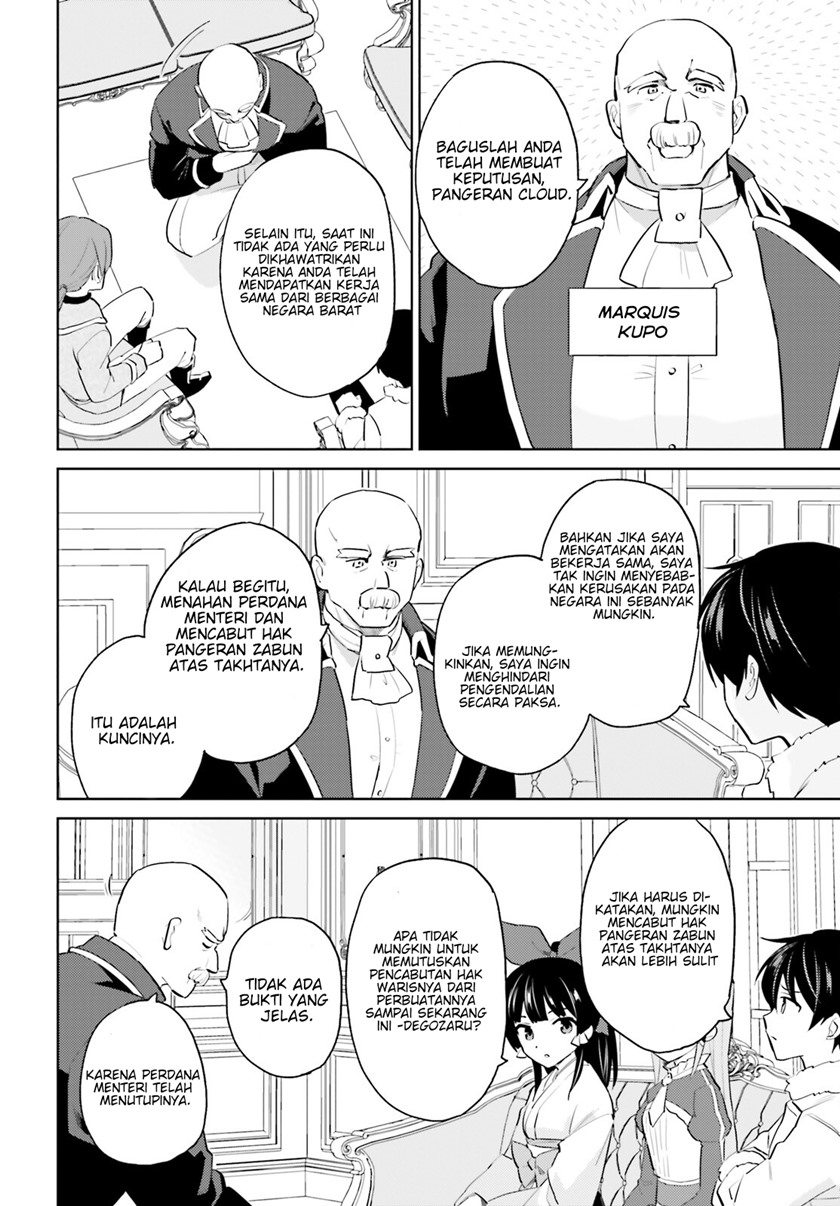 BAGUSLAH ANDA
TELAH MEMBUAT
KEPUTUSAN,
PANGERAN CLOUD.
MARQUIS
KUPO
SELAIN ITU, SAAT INI
TIDAK ADA YANG PERLU
DIKHAWATRIKAN
KARENA ANDA TELAH
MENDAPATKAN KERJA
SAMA DARI BERBAGAI
NEGARA BARAT
BAHKAN JIKA SAYA
MENGATAKAN AKAN
BEKERJA SAMA, SAYA
TAK INGIN MENYEBAB-
KAN KERUSAKAN PADA
NEGARA INI SEBANYAK
MUNGKIN.
JIKA MEMUNG-
KINKAN, SAYA INGIN
MENGHINDARI
PENGENDALIAN
SECARA PAKSA.
KALAU BEGITU,
MENAHAN PERDANA
MENTERI DAN
MENCABUT HAK
PANGERAN ZABUN
ATAS TAKHTANYA.
ITU ADALAH
KUNCINYA.
JIKA HARUS DI-
KATAKAN, MUNGKIN
MENCABUT HAK
PANGERAN ZABUN
ATAS TAKHTANYA
AKAN LEBIH SULIT
APA TIDAK
MUNGKIN UNTUK
MEMUTUSKAN
PENCABUTAN HAK
WARISNYA DARI
PERBUATANNYA
SAMPAI SEKARANG
INI -DEGOZARU?
TIDAK ADA
BUKTI YANG
JELAS.
KARENA PERDANA
MENTERI TELAH
MENUTUPINYA.